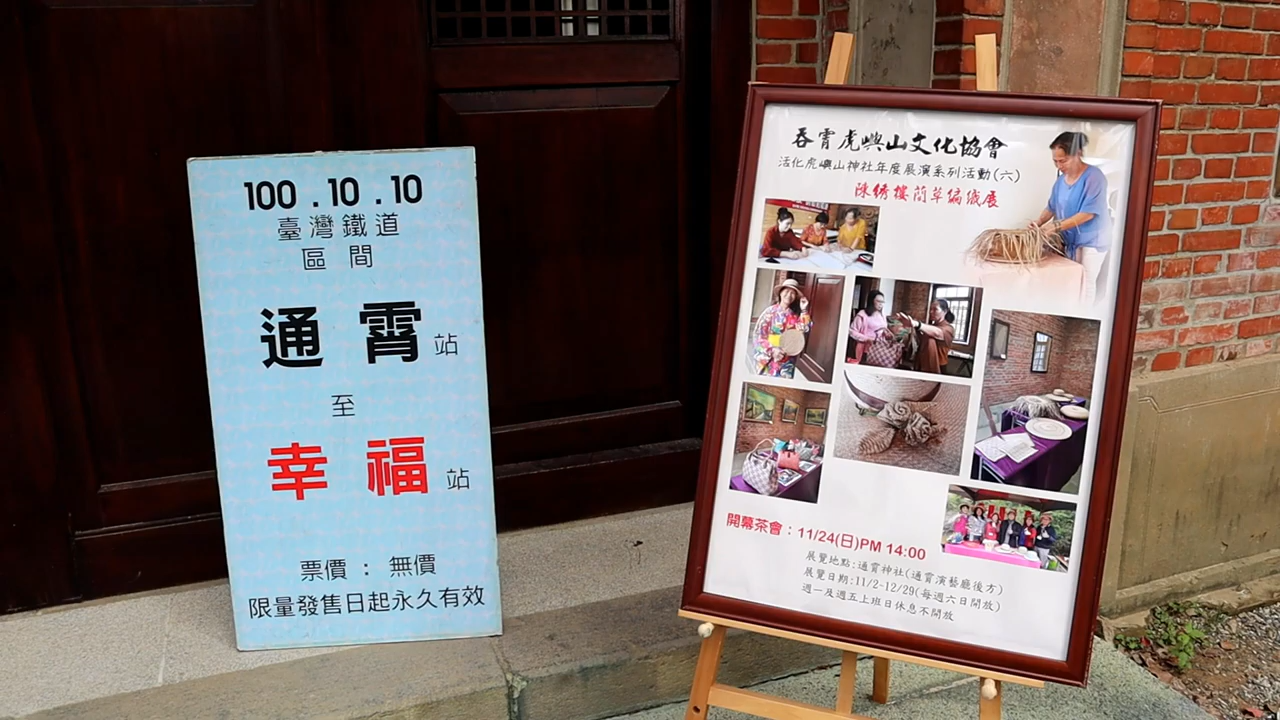 100.10.10
臺灣鐵道
區間
通霄站
至
幸福站
票價：無價
限量發售日起永久有效
吞霄虎嶼山文化協會
活化虎嶼山神社年度展演系列活動(六)
陳綉樓藺草編織展
開幕茶會：11/24(日)PM 14:00
展覽地點:通霄神社(通霄演藝廳後方)
展覽日期:11/2-12/29(每週六日開放)
週一及週五上班日休息不開放